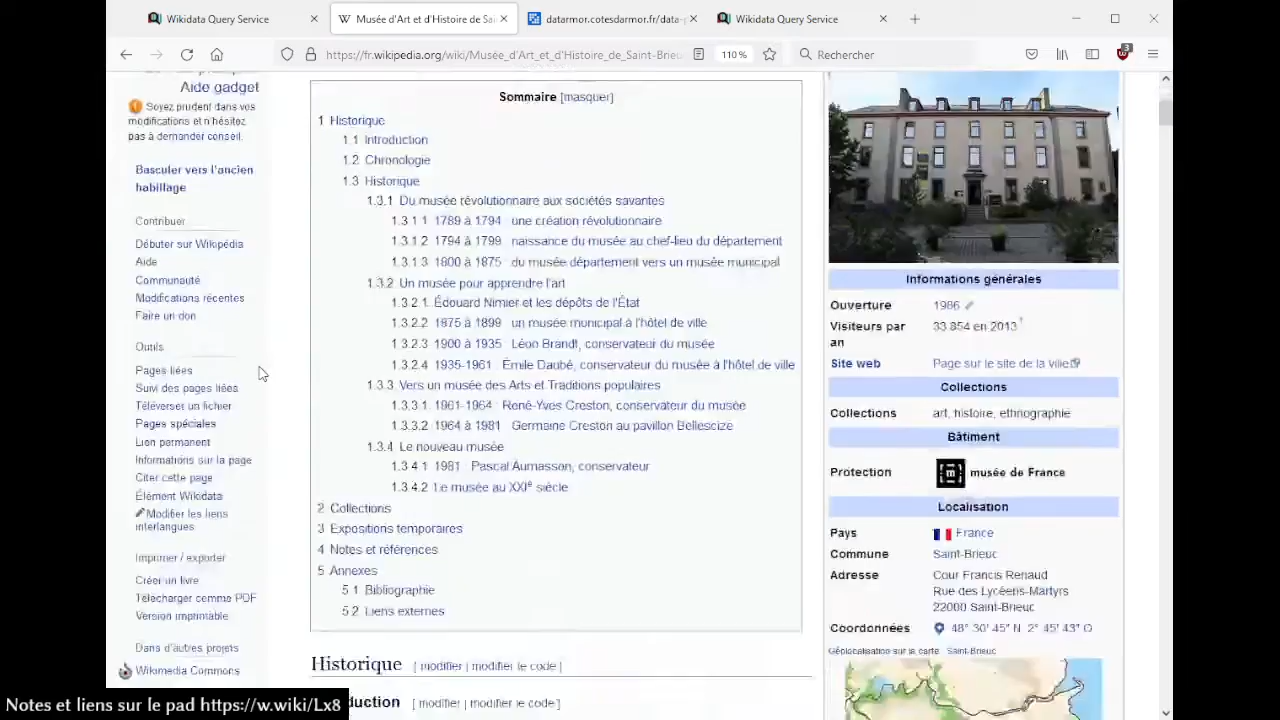 Wikidata Query Service
Musée d'Art et d'Histoire de Sai
datarmor.cotesdarmor.fr/data-
Wikidata Query Service
https://fr.wikipedia.org/wiki/Musée_d'Art_et_d'Histoire_de_Saint-Brieu
110 %
Rechercher
3
Aide gadget
Soyez prudent dans vos
modifications et n'hésitez
pas à demander conseil.
Basculer vers l'ancien
habillage
Contribuer
Débuter sur Wikipédia
Aide
Communauté
Modifications récentes
Faire un don
Outils
Pages liées
Suivi des pages liées
Téléverser un fichier
Pages spéciales
Lien permanent
Informations sur la page
Citer cette page
Élément Wikidata
Modifier les liens
interlangues
Imprimer / exporter
Créer un livre
Télécharger comme PDF
Version imprimable
Dans d'autres projets
Wikimedia Commons
Sommaire [masquer]
1 Historique
1.1 Introduction
1.2 Chronologie
1.3 Historique
1.3.1 Du musée révolutionnaire aux sociétés savantes
1.3.1.1 1789 à 1794 : une création révolutionnaire
1.3.1.2 1794 à 1799 : naissance du musée au chef-lieu du département
1.3.1.3 1800 à 1875 : du musée département vers un musée municipal
1.3.2 Un musée pour apprendre l'art
1.3.2.1 Édouard Nimier et les dépôts de l'État
1.3.2.2 1875 à 1899 : un musée municipal à l'hôtel de ville
1.3.2.3 1900 à 1935 : Léon Brandt, conservateur du musée
1.3.2.4 1935-1961 : Émile Daubé, conservateur du musée à l'hôtel de ville
1.3.3 Vers un musée des Arts et Traditions populaires
1.3.3.1 1961-1964 : René-Yves Creston, conservateur du musée
1.3.3.2 1964 à 1981 : Germaine Creston au pavillon Bellescize
1.3.4 Le nouveau musée
1.3.4.1 1981 : Pascal Aumasson, conservateur
1.3.4.2 Le musée au XXIe siècle
2 Collections
3 Expositions temporaires
4 Notes et références
5 Annexes
5.1 Bibliographie
5.2 Liens externes
Historique [ modifier | modifier le code ]
duction [ modifier | modifier le code ]
Informations générales
Ouverture 1986
Visiteurs par 33 854 en 2013
an
Site web Page sur le site de la ville
Collections
Collections art, histoire, ethnographie
Bâtiment
Protection m musée de France
Localisation
Pays France
Commune Saint-Brieuc
Adresse Cour Francis Renaud
Rue des Lycéens-Martyrs
22000 Saint-Brieuc
Coordonnées 48° 30′ 45″ N, 2° 45′ 43″ O
Géolocalisation sur la carte : Saint-Brieuc
Notes et liens sur le pad https://w.wiki/Lx8